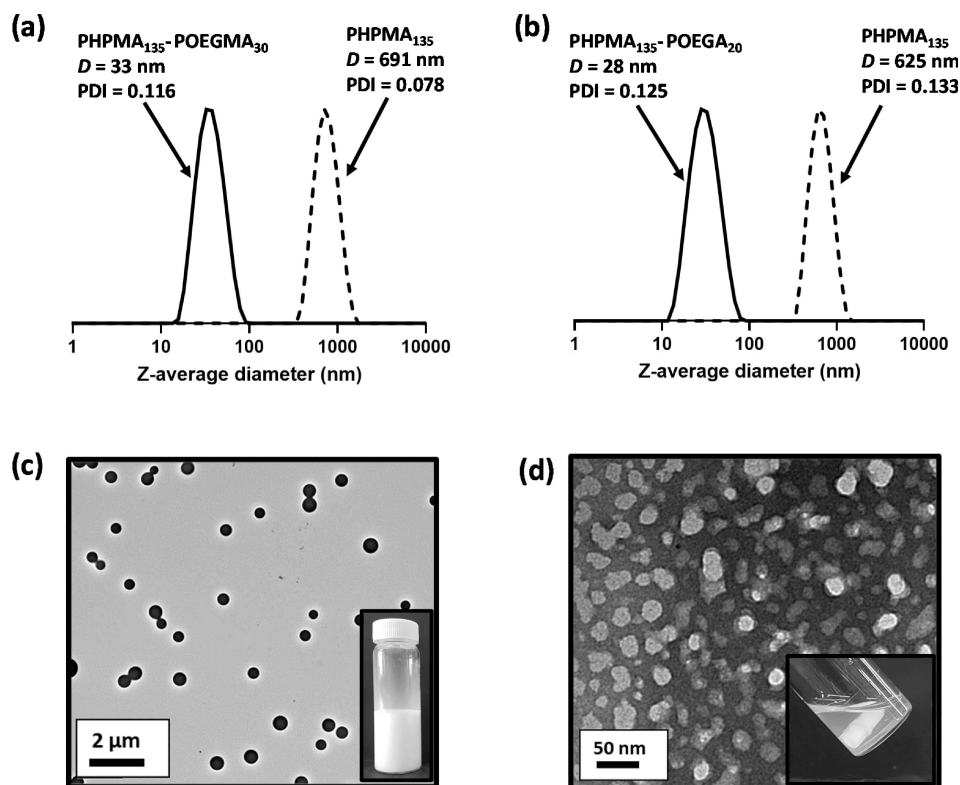 (a)
PHPMA₁₃₅-POEGMA₃₀
D = 33 nm
PDI = 0.116
PHPMA₁₃₅
D = 691 nm
PDI = 0.078
1 10 100 1000 10000
Z-average diameter (nm)
(b)
PHPMA₁₃₅-POEGA₂₀
D = 28 nm
PDI = 0.125
PHPMA₁₃₅
D = 625 nm
PDI = 0.133
1 10 100 1000 10000
Z-average diameter (nm)
(c)
2 µm
(d)
50 nm